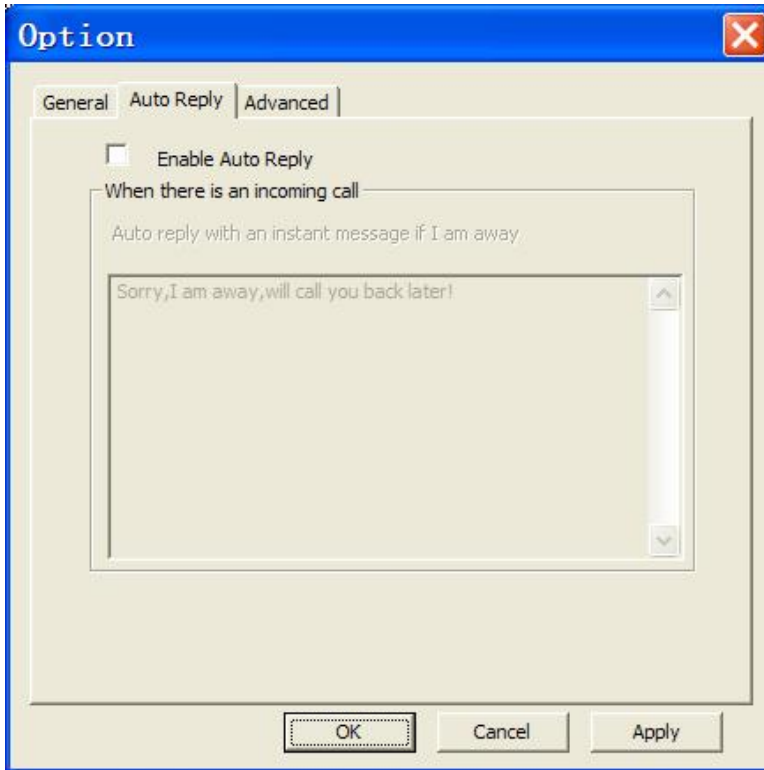 Option
General Auto Reply Advanced
Enable Auto Reply
When there is an incoming call
Auto reply with an instant message if I am away
Sorry,I am away,will call you back later!
OK Cancel Apply